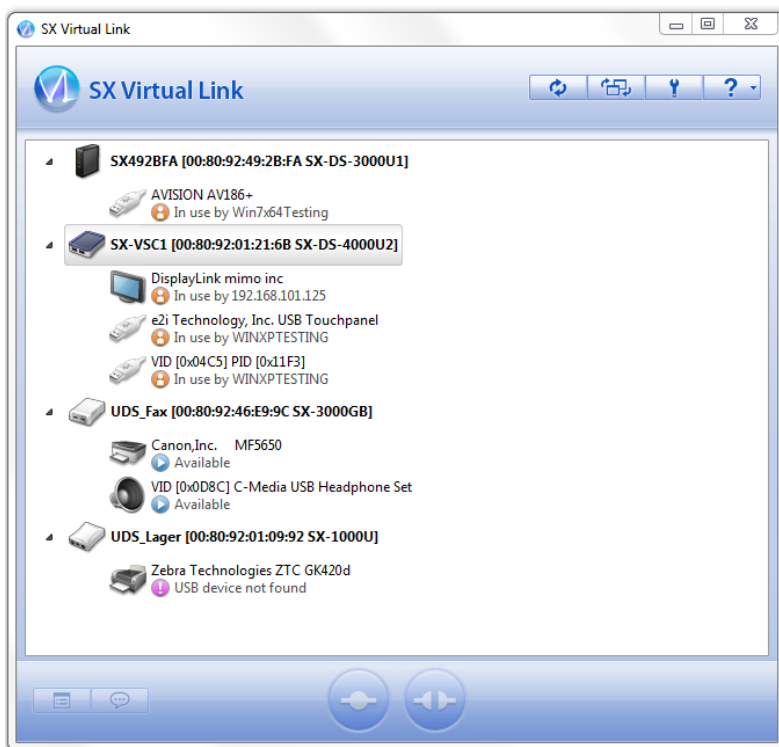 SX Virtual Link
SX Virtual Link
?
SX492BFA [00:80:92:49:2B:FA SX-DS-3000U1]
AVISION AV186+
In use by Win7x64Testing
SX-VSC1 [00:80:92:01:21:6B SX-DS-4000U2]
DisplayLink mimo inc
In use by 192.168.101.125
e2i Technology, Inc. USB Touchpanel
In use by WINXPTESTING
VID [0x04C5] PID [0x11F3]
In use by WINXPTESTING
UDS_Fax [00:80:92:46:E9:9C SX-3000GB]
Canon,Inc. MF5650
Available
VID [0x0D8C] C-Media USB Headphone Set
Available
UDS_Lager [00:80:92:01:09:92 SX-1000U]
Zebra Technologies ZTC GK420d
USB device not found